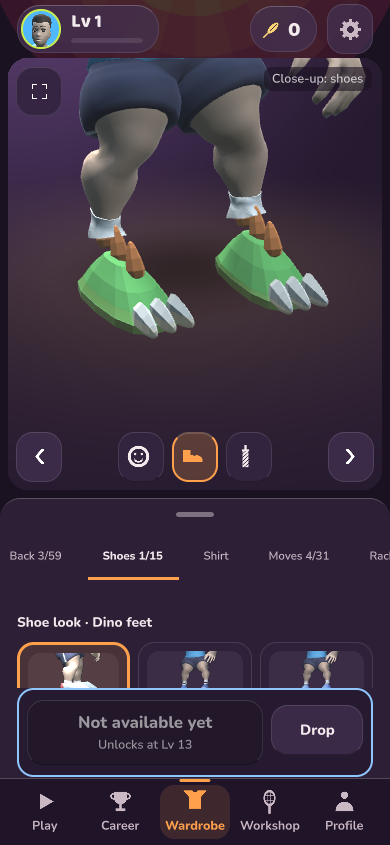 Lv 1
0
Close-up: shoes
Back 3/59
Shoes 1/15
Shirt
Moves 4/31
Shoe look · Dino feet
Not available yet
Unlocks at Lv 13
Drop
Play
Career
Wardrobe
Workshop
Profile